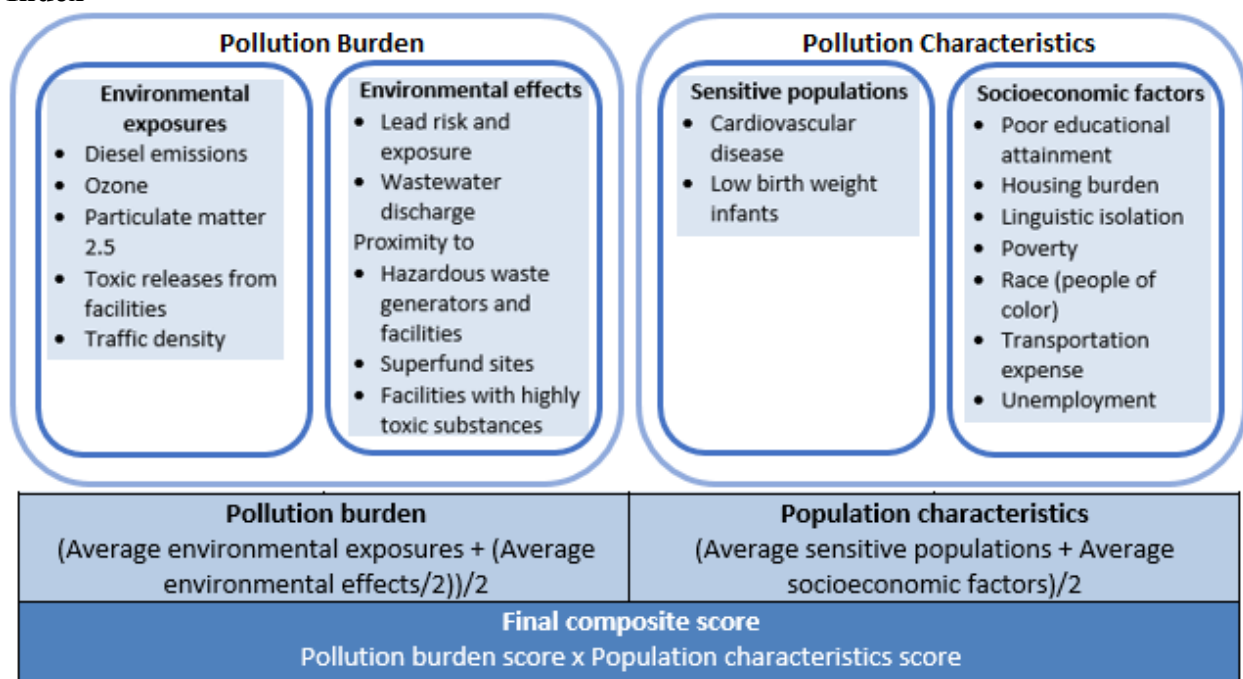 Pollution Burden
Environmental
exposures
• Diesel emissions
• Ozone
• Particulate matter
2.5
• Toxic releases from
facilities
• Traffic density
Environmental effects
• Lead risk and
exposure
• Wastewater
discharge
Proximity to
• Hazardous waste
generators and
facilities
• Superfund sites
• Facilities with highly
toxic substances
Pollution Characteristics
Sensitive populations
• Cardiovascular
disease
• Low birth weight
infants
Socioeconomic factors
• Poor educational
attainment
• Housing burden
• Linguistic isolation
• Poverty
• Race (people of
color)
• Transportation
expense
• Unemployment
Pollution burden
(Average environmental exposures + (Average
environmental effects/2))/2
Population characteristics
(Average sensitive populations + Average
socioeconomic factors)/2
Final composite score
Pollution burden score x Population characteristics score